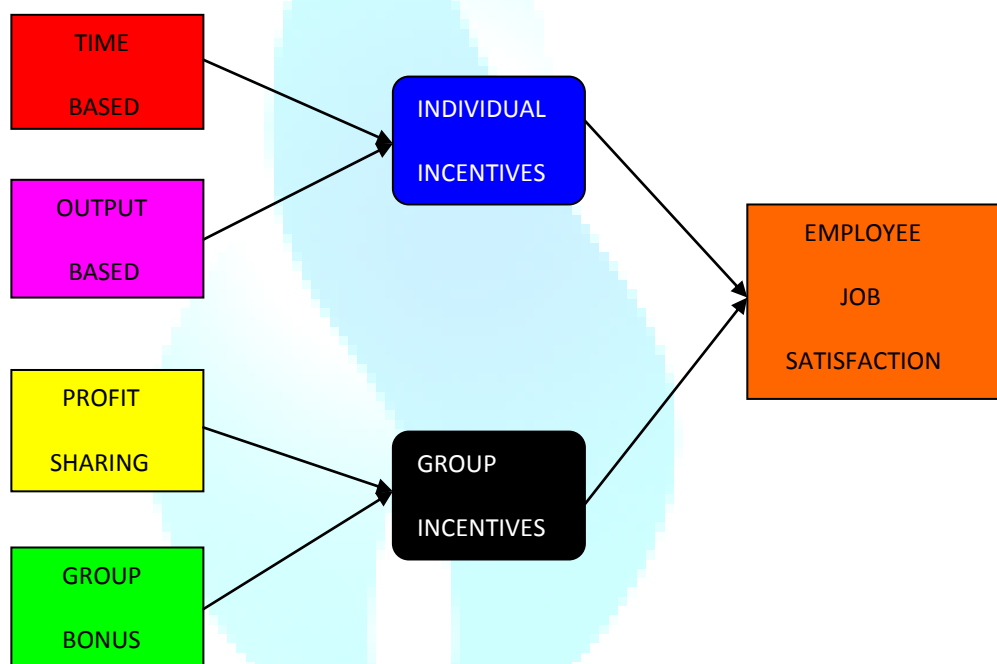 TIME
BASED
OUTPUT
BASED
PROFIT
SHARING
GROUP
BONUS
INDIVIDUAL
INCENTIVES
GROUP
INCENTIVES
EMPLOYEE
JOB
SATISFACTION